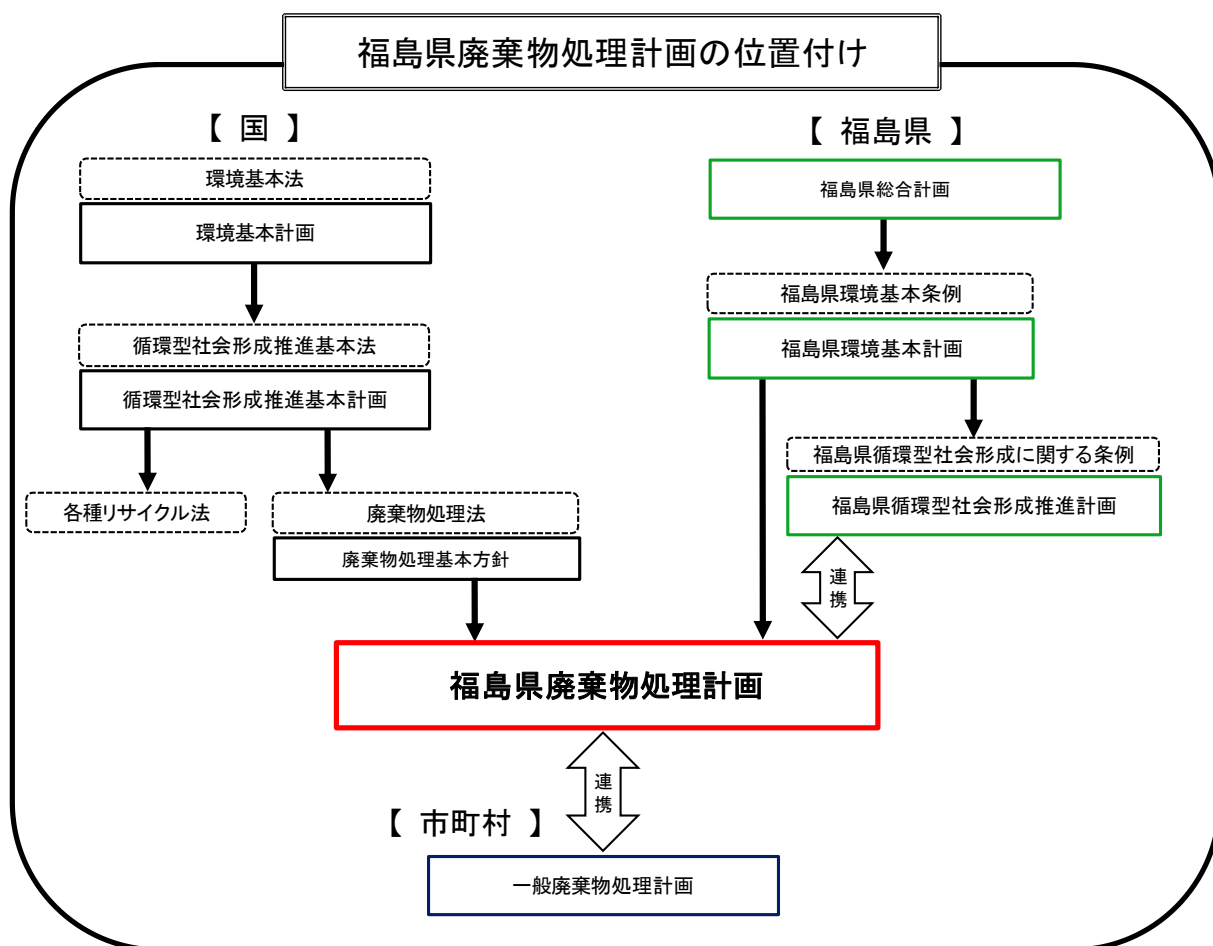 福島県廃棄物処理計画の位置付け
【 国 】
環境基本法
環境基本計画
循環型社会形成推進基本法
循環型社会形成推進基本計画
各種リサイクル法
廃棄物処理法
廃棄物処理基本方針
【 福島県 】
福島県総合計画
福島県環境基本条例
福島県環境基本計画
福島県循環型社会形成に関する条例
福島県循環型社会形成推進計画
連
携
福島県廃棄物処理計画
連
携
【 市町村 】
一般廃棄物処理計画